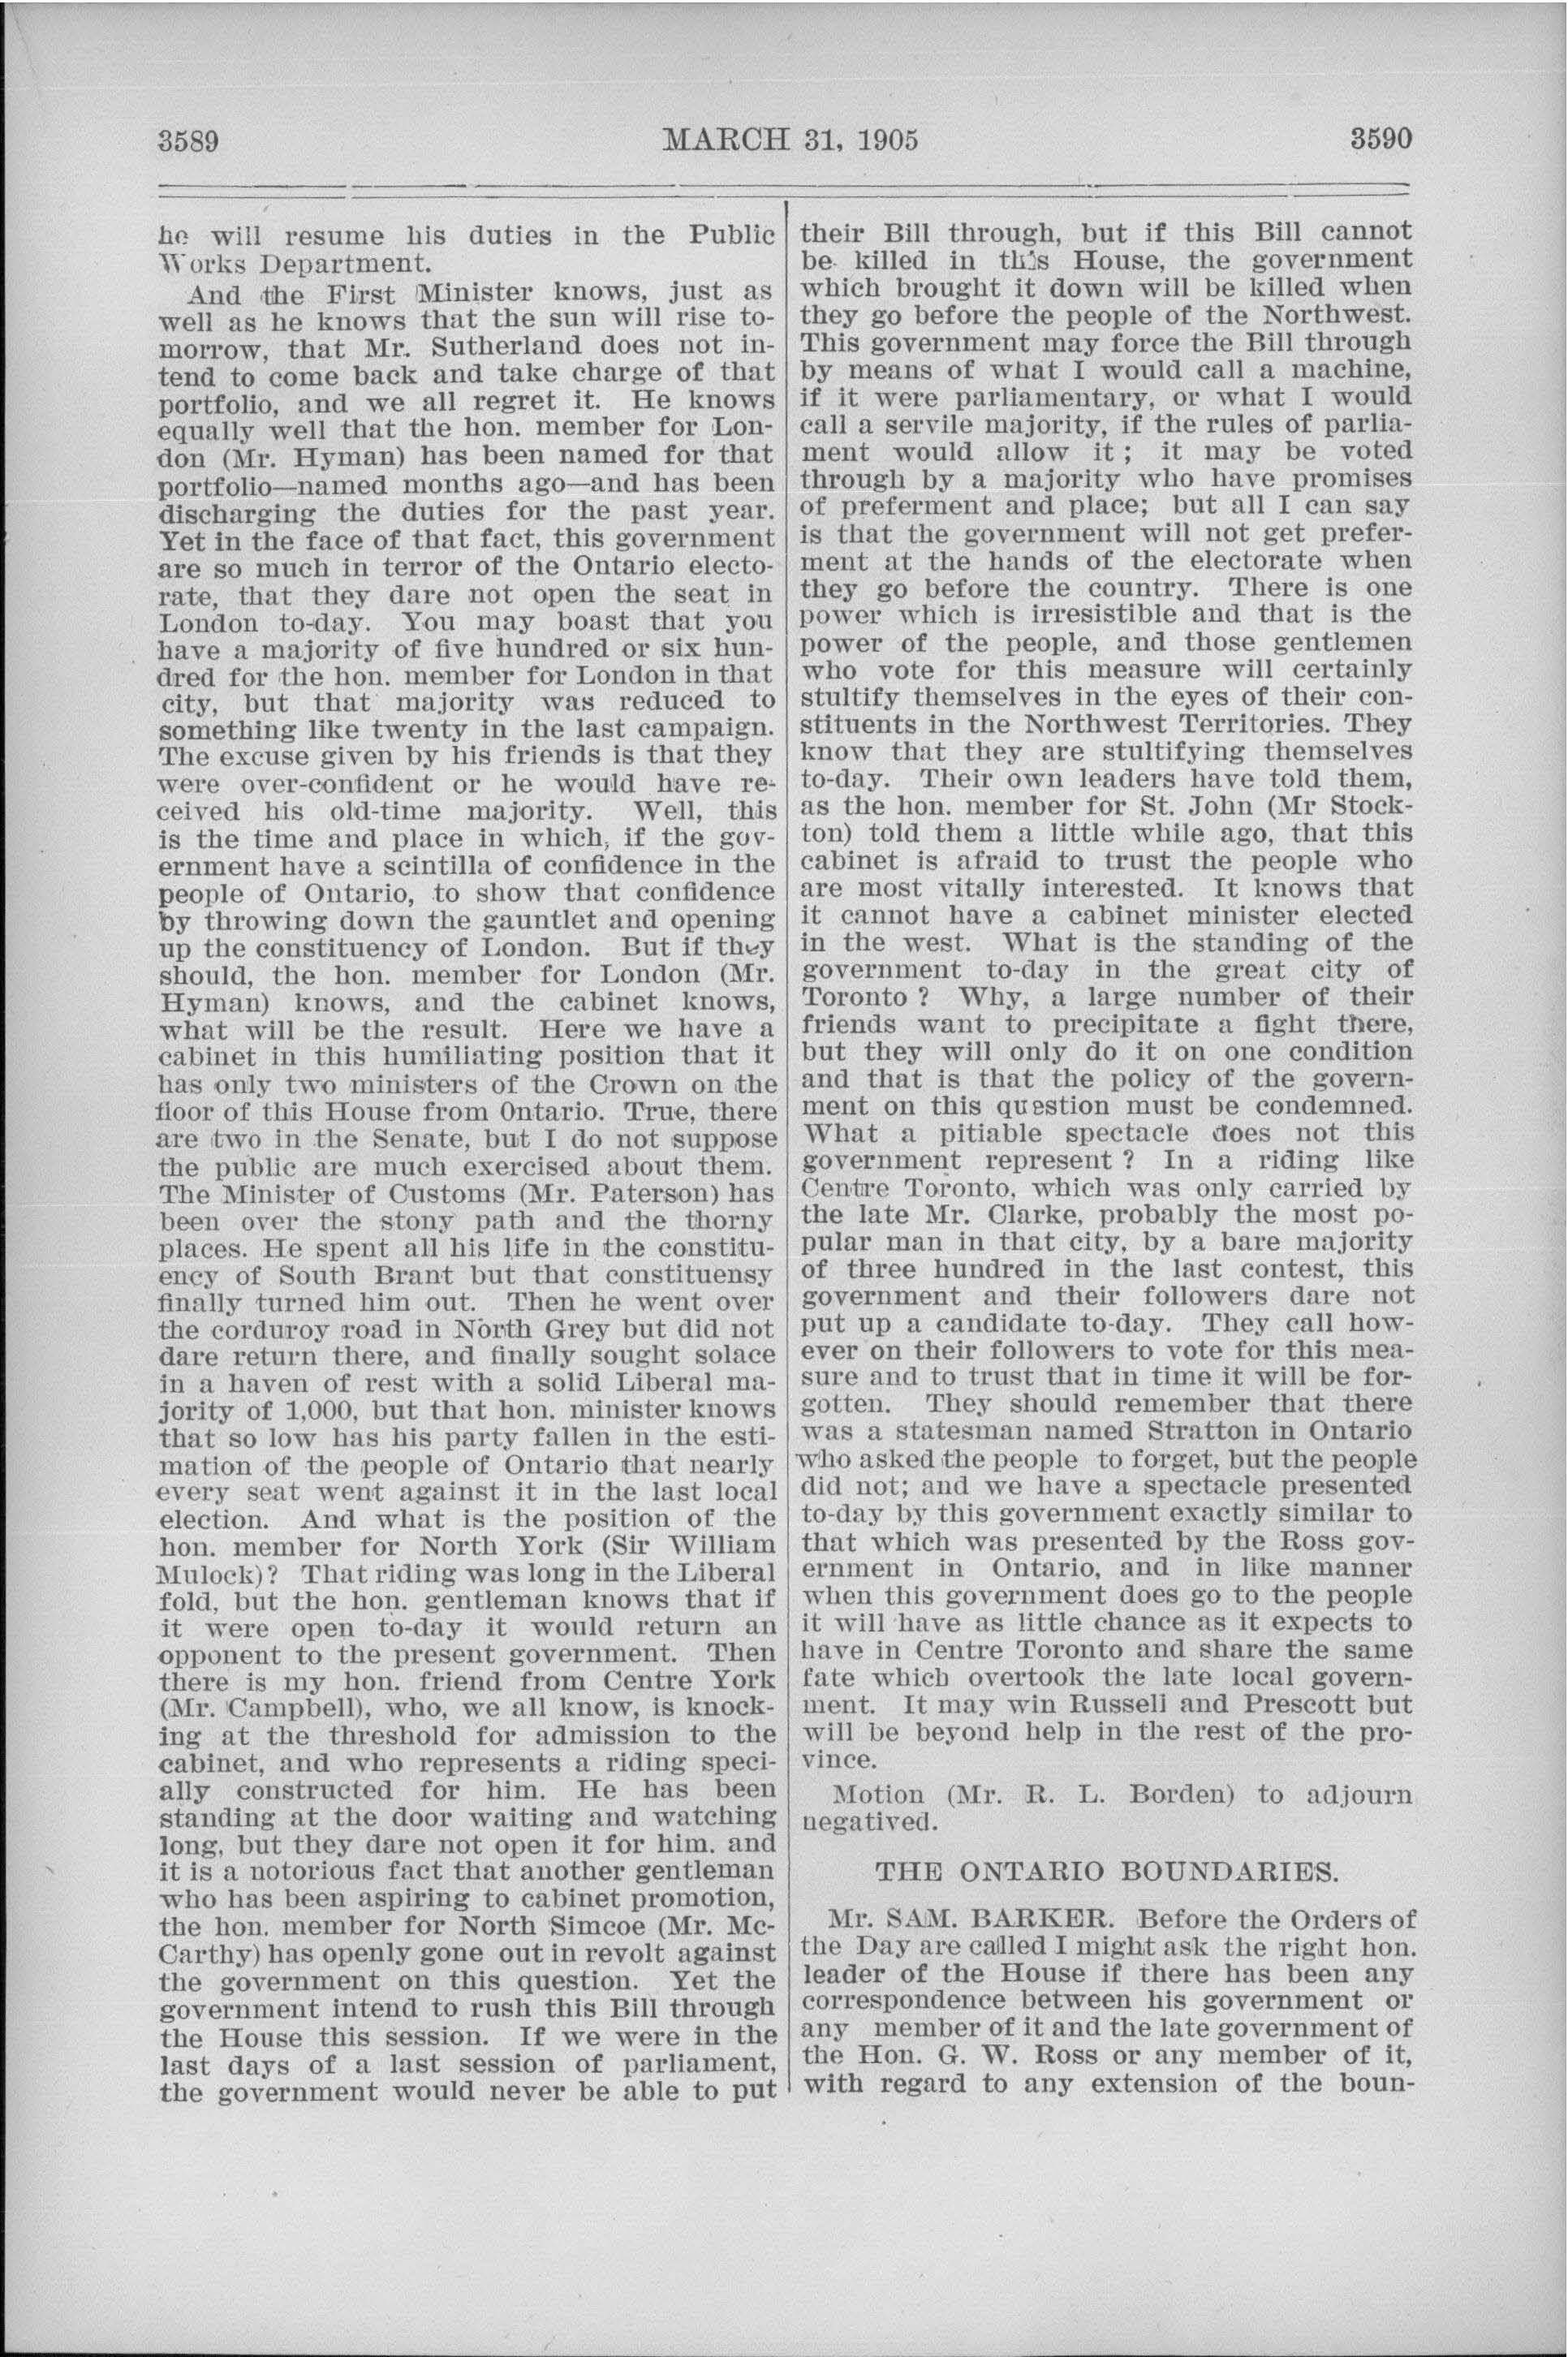 3589 MARCH 31, 1905 3590
he will resume his duties in the Public
Works Department.
And the First Minister knows, just as
well as he knows that the sun will rise to-
morrow, that Mr. Sutherland does not in-
tend to come back and take charge of that
portfolio, and we all regret it. He knows
equally well that the hon. member for Lon-
don (Mr. Hyman) has been named for that
portfolio—named months ago—and has been
discharging the duties for the past year.
Yet in the face of that fact, this government
are so much in terror of the Ontario electo-
rate, that they dare not open the seat in
London to-day. You may boast that you
have a majority of five hundred or six hun-
dred for the hon. member for London in that
city, but that majority was reduced to
something like twenty in the last campaign.
The excuse given by his friends is that they
were over-confident or he would have re-
ceived his old-time majority. Well, this
is the time and place in which, if the gov-
ernment have a scintilla of confidence in the
people of Ontario, to show that confidence
by throwing down the gauntlet and opening
up the constituency of London. But if they
should, the hon. member for London (Mr.
Hyman) knows, and the cabinet knows,
what will be the result. Here we have a
cabinet in this humiliating position that it
has only two ministers of the Crown on the
floor of this House from Ontario. True, there
are two in the Senate, but I do not suppose
the public are much exercised about them.
The Minister of Customs (Mr. Paterson) has
been over the stony path and the thorny
places. He spent all his life in the constitu-
ency of South Brant but that constituensy
finally turned him out. Then he went over
the corduroy road in North Grey but did not
dare return there, and finally sought solace
in a haven of rest with a solid Liberal ma-
jority of 1,000, but that hon. minister knows
that so low has his party fallen in the esti-
mation of the people of Ontario that nearly
every seat went against it in the last local
election. And what is the position of the
hon. member for North York (Sir William
Mulock)? That riding was long in the Liberal
fold, but the hon. gentleman knows that if
it were open to-day it would return an
opponent to the present government. Then
there is my hon. friend from Centre York
(Mr. Campbell), who, we all know, is knock-
ing at the threshold for admission to the
cabinet, and who represents a riding speci-
ally constructed for him. He has been
standing at the door waiting and watching
long, but they dare not open it for him. and
it is a notorious fact that another gentleman
who has been aspiring to cabinet promotion,
the hon. member for North Simcoe (Mr. Mc-
Carthy) has openly gone out in revolt against
the government on this question. Yet the
government intend to rush this Bill through
the House this session. If we were in the
last days of a last session of parliament,
the government would never be able to put
their Bill through, but if this Bill cannot
be killed in this House, the government
which brought it down will be killed when
they go before the people of the Northwest.
This government may force the Bill through
by means of what I would call a machine,
if it were parliamentary, or what I would
call a servile majority, if the rules of parlia-
ment would allow it; it may be voted
through by a majority who have promises
of preferment and place; but all I can say
is that the government will not get prefer-
ment at the hands of the electorate when
they go before the country. There is one
power which is irresistible and that is the
power of the people, and those gentlemen
who vote for this measure will certainly
stultify themselves in the eyes of their con-
stituents in the Northwest Territories. They
know that they are stultifying themselves
to-day. Their own leaders have told them,
as the hon. member for St. John (Mr Stock-
ton) told them a little while ago, that this
cabinet is afraid to trust the people who
are most vitally interested. It knows that
it cannot have a cabinet minister elected
in the west. What is the standing of the
government to-day in the great city of
Toronto? Why, a large number of their
friends want to precipitate a fight there,
but they will only do it on one condition
and that is that the policy of the govern-
ment on this question must be condemned.
What a pitiable spectacle does not this
government represent? In a riding like
Centre Toronto, which was only carried by
the late Mr. Clarke, probably the most po-
pular man in that city, by a bare majority
of three hundred in the last contest, this
government and their followers dare not
put up a candidate to-day. They call how-
ever on their followers to vote for this mea-
sure and to trust that in time it will be for-
gotten. They should remember that there
was a statesman named Stratton in Ontario
who asked the people to forget, but the people
did not; and we have a spectacle presented
to-day by this government exactly similar to
that which was presented by the Ross gov-
ernment in Ontario, and in like manner
when this government does go to the people
it will have as little chance as it expects to
have in Centre Toronto and share the same
fate which overtook the late local govern-
ment. It may win Russell and Prescott but
will be beyond help in the rest of the pro-
vince.
Motion (Mr. R. L. Borden) to adjourn
negatived.
THE ONTARIO BOUNDARIES.
Mr. SAM. BARKER. Before the Orders of
the Day are called I might ask the right hon.
leader of the House if there has been any
correspondence between his government or
any member of it and the late government of
the Hon. G. W. Ross or any member of it,
with regard to any extension of the boun-